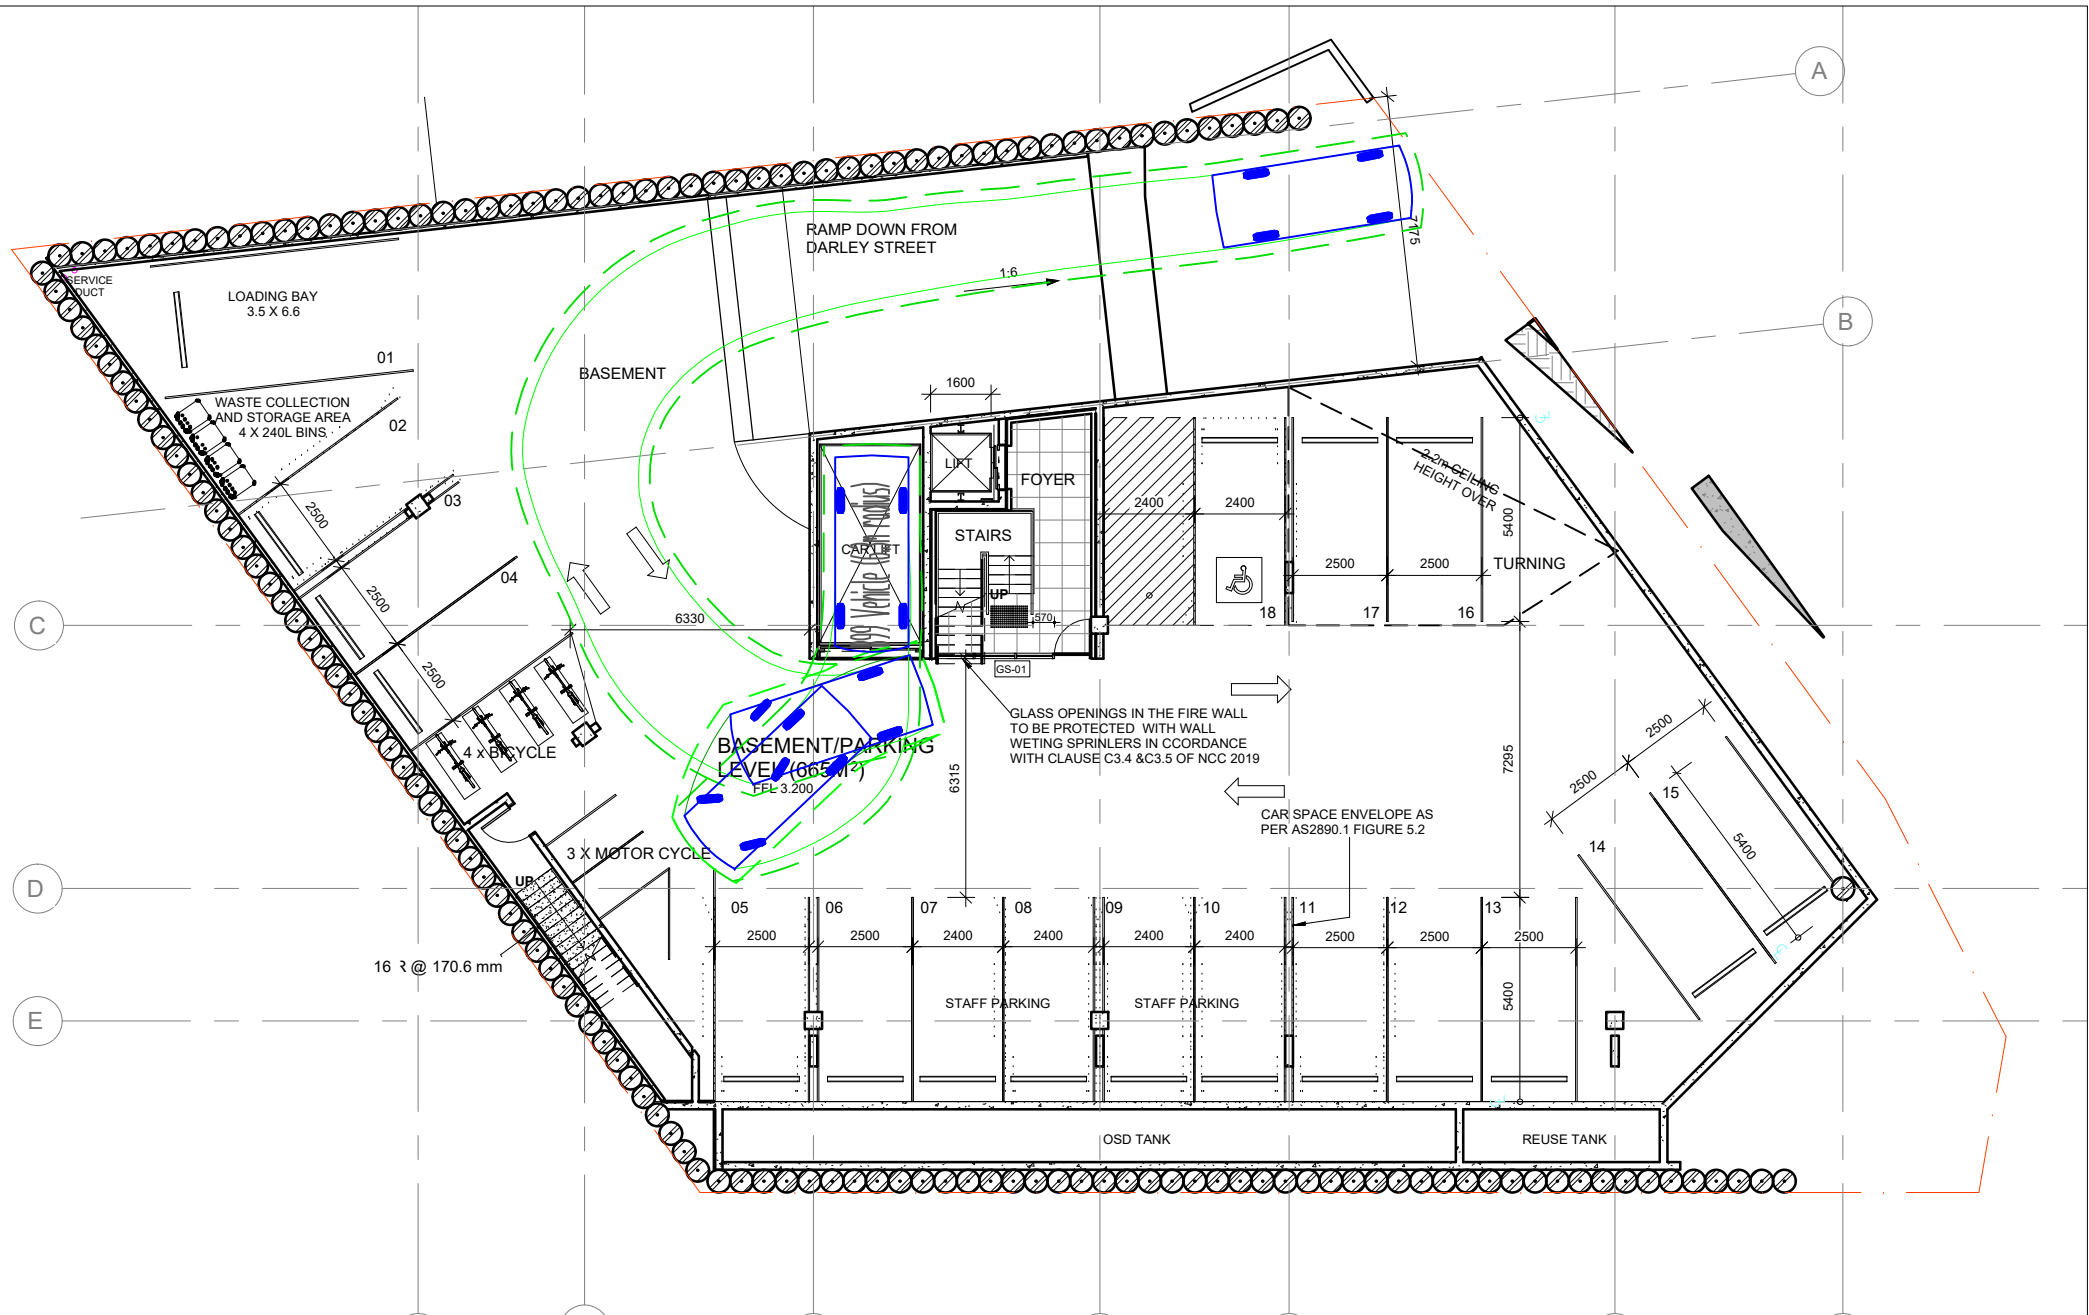 A
7175
RAMP DOWN FROM
DARLEY STREET
1:6
SERVICE
DUCT
LOADING BAY
3.5 X 6.6
B
01
BASEMENT
1600
WASTE COLLECTION
AND STORAGE AREA
4 X 240L BINS
02
LIFT
FOYER
2.2m CEILING
HEIGHT OVER
03
2500
2400
2400
5400
STAIRS
CAR LIFT
2500
2500
TURNING
04
2500
UP
570
18
17
16
C
6330
2500
GS-01
GLASS OPENINGS IN THE FIRE WALL
TO BE PROTECTED WITH WALL
WETING SPRINLERS IN CCORDANCE
WITH CLAUSE C3.4 &C3.5 OF NCC 2019
2500
2500
4 x BICYCLE
BASEMENT/PARKING
LEVEL (665M²)
FFL 3.200
6315
7295
15
CAR SPACE ENVELOPE AS
PER AS2890.1 FIGURE 5.2
5400
14
3 X MOTOR CYCLE
UP
D
05
06
07
08
09
10
11
12
13
2500
2500
2400
2400
2400
2400
2500
2500
2500
16 R @ 170.6 mm
STAFF PARKING
STAFF PARKING
5400
E
OSD TANK
REUSE TANK